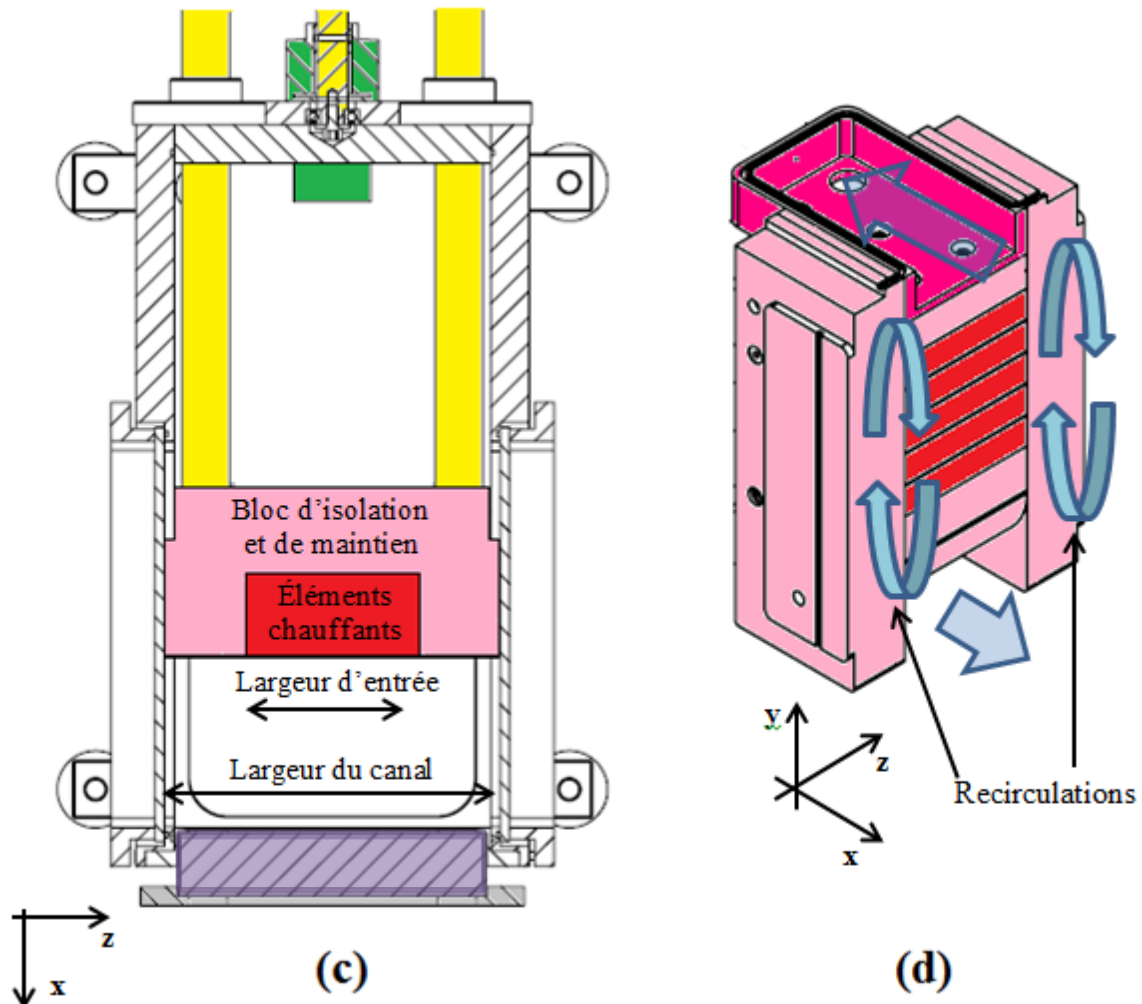 Bloc d’isolation
et de maintien
Éléments
chauffants
Largeur d’entrée
Largeur du canal
z
x
(c)
y
z
x
Recirculations
(d)